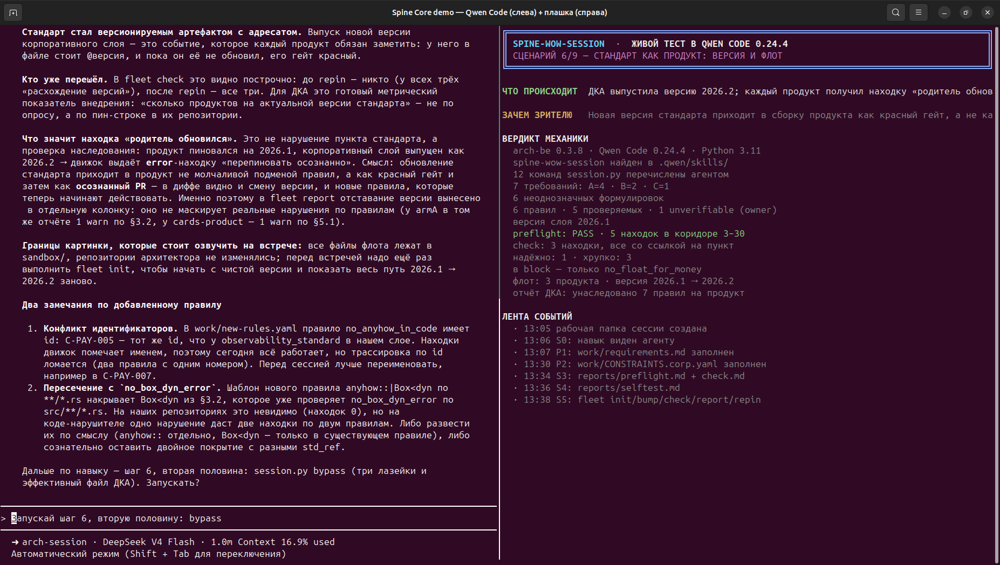 Spine Core demo — Qwen Code (слева) + плашка (справа)
Стандарт стал версионируемым артефактом с адресатом. Выпуск новой версии
корпоративного слоя — это событие, которое каждый продукт обязан заметить: у него в
файле стоит @версия, и пока он её не обновил, его гейт красный.
Кто уже перешёл. В fleet check это видно построчно: до repin — никто (у всех трёх
«расхождение версий»), после repin — все три. Для ДКА это готовый метрический
показатель внедрения: «сколько продуктов на актуальной версии стандарта» — не по
опросу, а по пин-строке в их репозитории.
Что значит находка «родитель обновился». Это не нарушение пункта стандарта, а
проверка наследования: продукт пиновался на 2026.1, корпоративный слой выпущен как
2026.2 → движок выдаёт error-находку «перепиновать осознанно». Смысл: обновление
стандарта приходит в продукт не молчаливой подменой правил, а как красный гейт и
затем как осознанный PR — в диффе видно и смену версии, и новые правила, которые
теперь начинают действовать. Именно поэтому в fleet report отставание версии вынесено
в отдельную колонку: оно не маскирует реальные нарушения по правилам (у armA в том
же отчёте 1 warn по §3.2, у cards-product — 1 warn по §5.1).
Границы картинки, которые стоит озвучить на встрече: все файлы флота лежат в
sandbox/, репозитории архитектора не изменялись; перед встречей надо ещё раз
выполнить fleet init, чтобы начать с чистой версии и показать весь путь 2026.1 →
2026.2 заново.
Два замечания по добавленному правилу
1. Конфликт идентификаторов. В work/new-rules.yaml правило no_anyhow_in_code имеет
id: C-PAY-005 — тот же id, что у observability_standard в нашем слое. Находки
движок помечает именем, поэтому сегодня всё работает, но трассировка по id
ломается (два правила с одним номером). Перед сессией лучше переименовать,
например в C-PAY-007.
2. Пересечение с `no_box_dyn_error`. Шаблон нового правила anyhow::|Box<dyn по
**/*.rs накрывает Box<dyn из §3.2, которое уже проверяет no_box_dyn_error по
src/**/*.rs. На наших репозиториях это невидимо (находок 0), но на
коде-нарушителе одно нарушение даст две находки по двум правилам. Либо развести
их по смыслу (anyhow:: отдельно, Box<dyn — только в существующем правиле), либо
сознательно оставить двойное покрытие с разными std_ref.
Дальше по навыку — шаг 6, вторая половина: session.py bypass (три лазейки и
эффективный файл ДКА). Запускать?
> Запускай шаг 6, вторую половину: bypass
➜ arch-session · DeepSeek V4 Flash · 1.0m Context 16.9% used
Автоматический режим (Shift + Tab для переключения)
SPINE-WOW-SESSION · ЖИВОЙ ТЕСТ В QWEN CODE 0.24.4
СЦЕНАРИЙ 6/9 — СТАНДАРТ КАК ПРОДУКТ: ВЕРСИЯ И ФЛОТ
ЧТО ПРОИСХОДИТ ДКА выпустила версию 2026.2; каждый продукт получил находку «родитель обнов
ЗАЧЕМ ЗРИТЕЛЮ Новая версия стандарта приходит в сборку продукта как красный гейт, а не ка
ВЕРДИКТ МЕХАНИКИ
arch-be 0.3.8 · Qwen Code 0.24.4 · Python 3.11
spine-wow-session найден в .qwen/skills/
12 команд session.py перечислены агентом
7 требований: A=4 · B=2 · C=1
6 неоднозначных формулировок
6 правил · 5 проверяемых · 1 unverifiable (owner)
версия слоя 2026.1
preflight: PASS · 5 находок в коридоре 3–30
check: 3 находки, все со ссылкой на пункт
надёжно: 1 · хрупко: 3
в block — только no_float_for_money
флот: 3 продукта · версия 2026.1 → 2026.2
отчёт ДКА: унаследовано 7 правил на продукт
ЛЕНТА СОБЫТИЙ
· 13:05 рабочая папка сессии создана
· 13:06 S0: навык виден агенту
· 13:07 P1: work/requirements.md заполнен
· 13:30 P2: work/CONSTRAINTS.corp.yaml заполнен
· 13:34 S3: reports/preflight.md + check.md
· 13:36 S4: reports/selftest.md
· 13:38 S5: fleet init/bump/check/report/repin